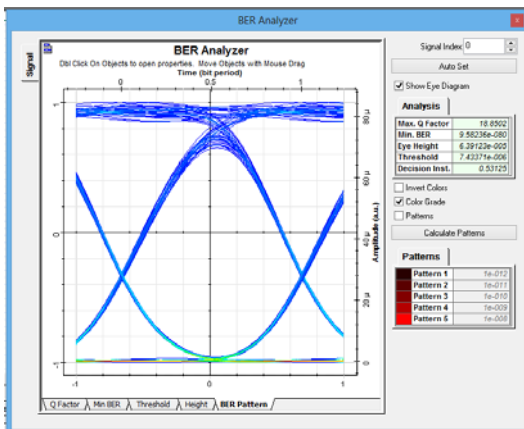 BER Analyzer
Signal
BER Analyzer
Dbl Click On Objects to open properties. Move Objects with Mouse Drag
Time (bit period)
0 0.5 1
1
0
-1
80 µ
60 µ
40 µ
20 µ
0
Amplitude (a.u.)
-1 0 1
Q Factor Min BER Threshold Height BER Pattern
Signal Index 0
Auto Set
Show Eye Diagram
Analysis
Max. Q Factor 18.8502
Min. BER 9.58236e-080
Eye Height 6.39123e-005
Threshold 7.43371e-006
Decision Inst. 0.53125
Invert Colors
Color Grade
Patterns
Calculate Patterns
Patterns
Pattern 1 1e-012
Pattern 2 1e-011
Pattern 3 1e-010
Pattern 4 1e-009
Pattern 5 1e-008